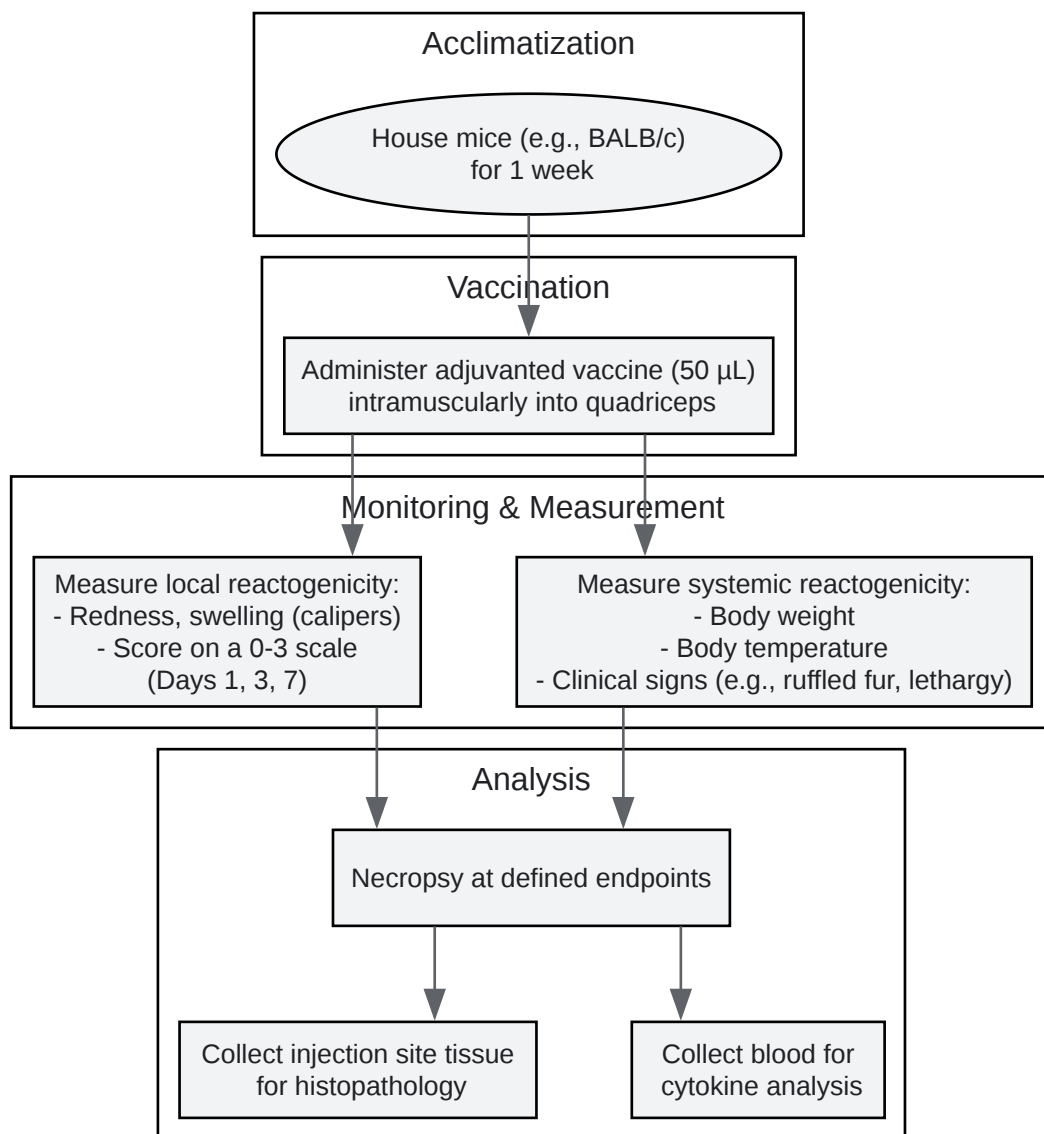 Acclimatization
House mice (e.g., BALB/c)
for 1 week
Vaccination
Administer adjuvanted vaccine (50 µL)
intramuscularly into quadriceps
Monitoring & Measurement
Measure local reactogenicity:
- Redness, swelling (calipers)
- Score on a 0-3 scale
(Days 1, 3, 7)
Measure systemic reactogenicity:
- Body weight
- Body temperature
- Clinical signs (e.g., ruffled fur, lethargy)
Analysis
Necropsy at defined endpoints
Collect injection site tissue
for histopathology
Collect blood for
cytokine analysis